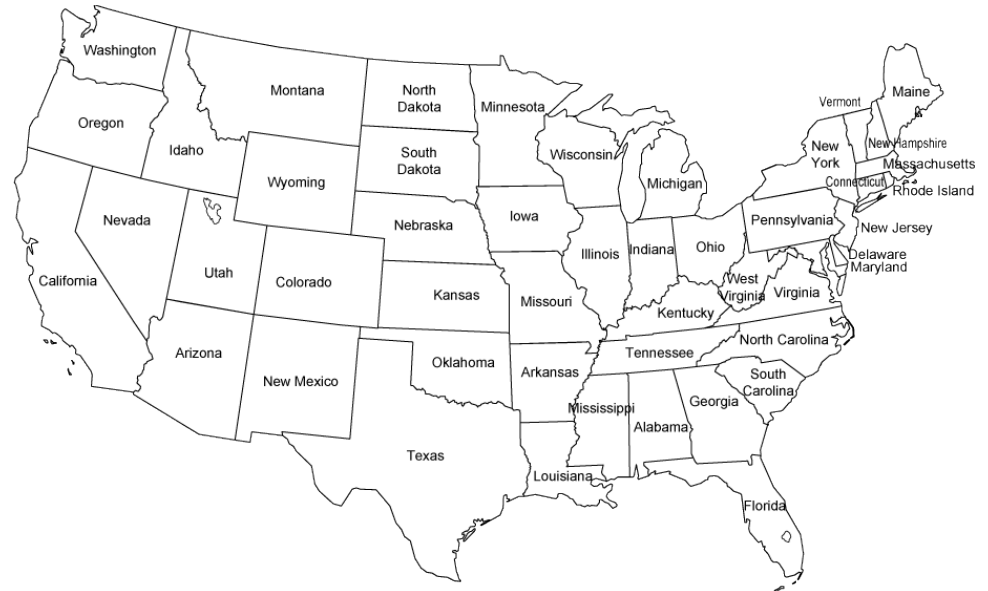 Washington
Montana
North
Dakota
Minnesota
Maine
Vermont
Oregon
Idaho
South
Dakota
Wisconsin
New
York
New Hampshire
Massachusetts
Wyoming
Michigan
Connecticut
Rhode Island
Nevada
Nebraska
Iowa
Pennsylvania
New Jersey
California
Utah
Colorado
Illinois
Indiana
Ohio
Delaware
Maryland
Kansas
Missouri
West
Virginia
Virginia
Kentucky
Arizona
New Mexico
Oklahoma
Arkansas
Tennessee
North Carolina
South
Carolina
Mississippi
Alabama
Georgia
Texas
Louisiana
Florida